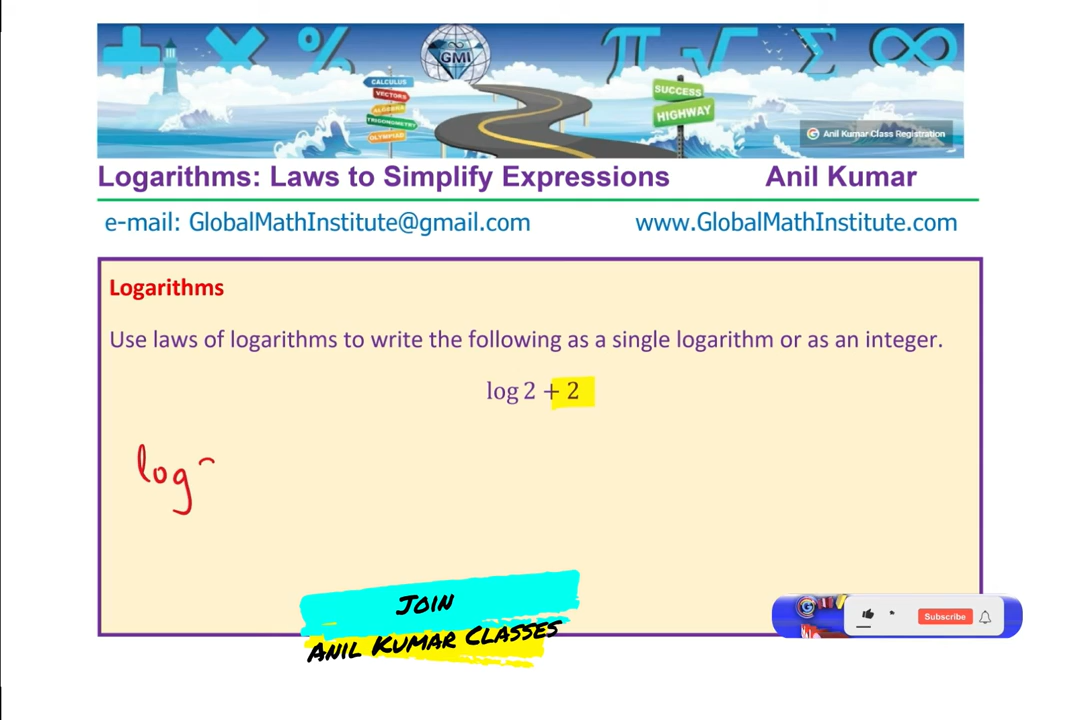 + × % GMI π √ Σ ∞
CALCULUS
VECTORS
ALGEBRA
TRIGONOMETRY
OLYMPIAD
SUCCESS
HIGHWAY
Anil Kumar Class Registration
Logarithms: Laws to Simplify Expressions Anil Kumar
e-mail: GlobalMathInstitute@gmail.com www.GlobalMathInstitute.com
Logarithms
Use laws of logarithms to write the following as a single logarithm or as an integer.
log 2 + 2
log
JOIN
ANIL KUMAR CLASSES
Subscribe